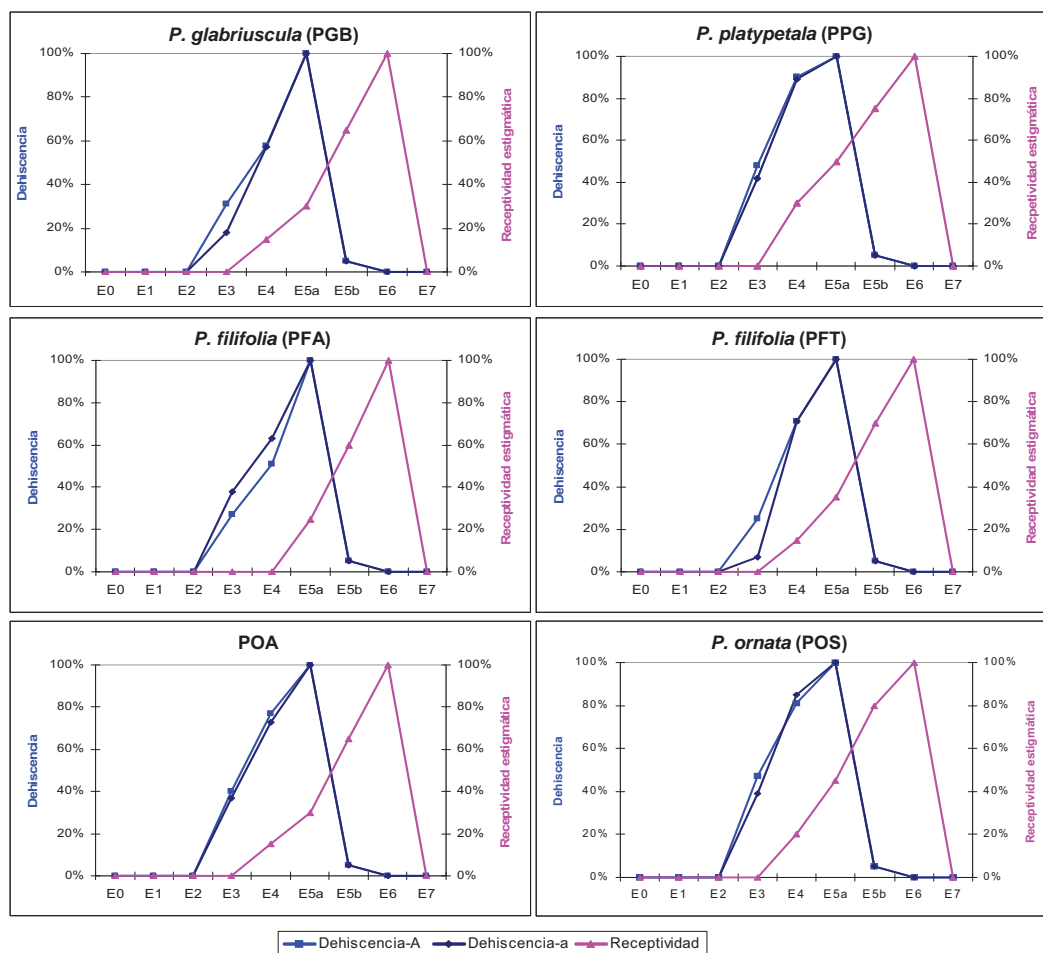 P. glabriuscula (PGB)
100%
80%
60%
40%
20%
0%
Dehiscencia
100%
80%
60%
40%
20%
0%
Receptividad estigmática
E0 E1 E2 E3 E4 E5a E5b E6 E7
P. platypetala (PPG)
100%
80%
60%
40%
20%
0%
Dehiscencia
100%
80%
60%
40%
20%
0%
Recpetividad estigmática
E0 E1 E2 E3 E4 E5a E5b E6 E7
P. filifolia (PFA)
100%
80%
60%
40%
20%
0%
Dehiscencia
100%
80%
60%
40%
20%
0%
Receptividad estigmática
E0 E1 E2 E3 E4 E5a E5b E6 E7
P. filifolia (PFT)
100%
80%
60%
40%
20%
0%
Dehiscencia
100%
80%
60%
40%
20%
0%
Receptividad estigmática
E0 E1 E2 E3 E4 E5a E5b E6 E7
POA
100%
80%
60%
40%
20%
0%
Dehiscencia
100%
80%
60%
40%
20%
0%
Receptividad estigmática
E0 E1 E2 E3 E4 E5a E5b E6 E7
P. ornata (POS)
100%
80%
60%
40%
20%
0%
Dehiscencia
100%
80%
60%
40%
20%
0%
Receptividad estigmática
E0 E1 E2 E3 E4 E5a E5b E6 E7
Dehiscencia-A Dehiscencia-a Receptividad